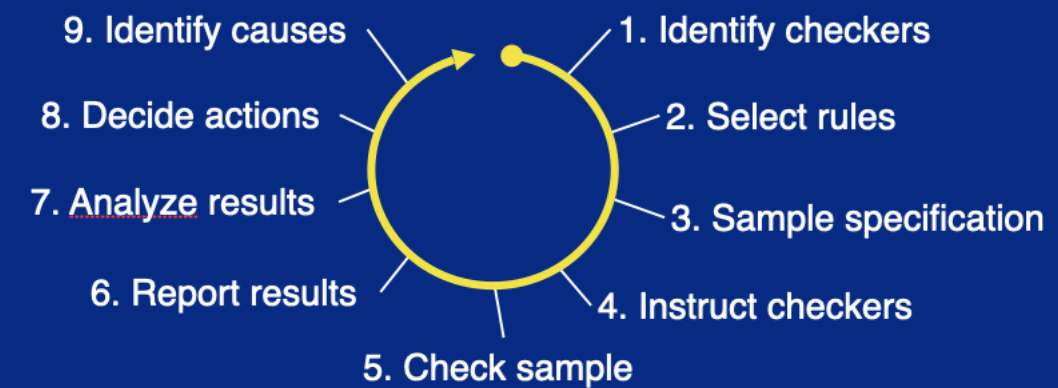 1. Identify checkers
2. Select rules
3. Sample specification
4. Instruct checkers
5. Check sample
6. Report results
7. Analyze results
8. Decide actions
9. Identify causes